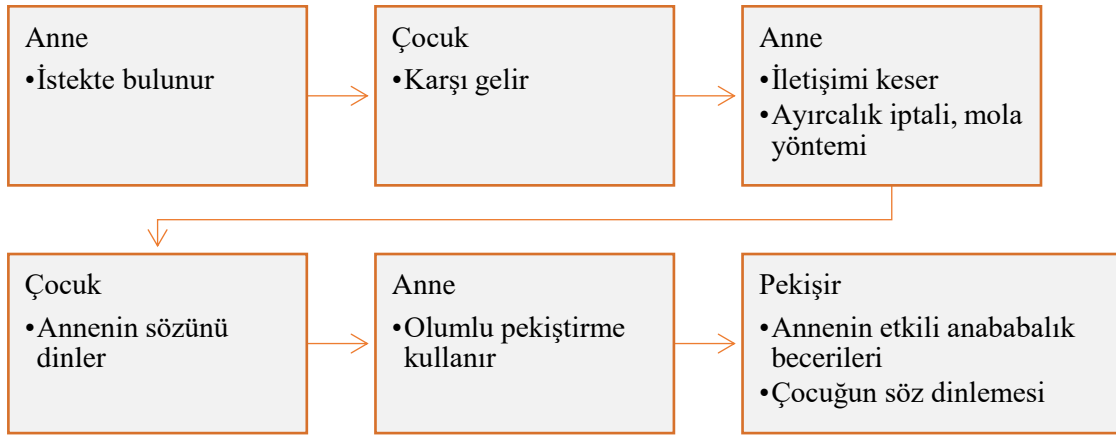 Anne
•İstekte bulunur
Çocuk
•Karşı gelir
Anne
•İletişimi keser
•Ayırcalık iptali, mola
yöntemi
Çocuk
•Annenin sözünü
dinler
Anne
•Olumlu pekiştirme
kullanır
Pekişir
•Annenin etkili anababalık
becerileri
•Çocuğun söz dinlemesi